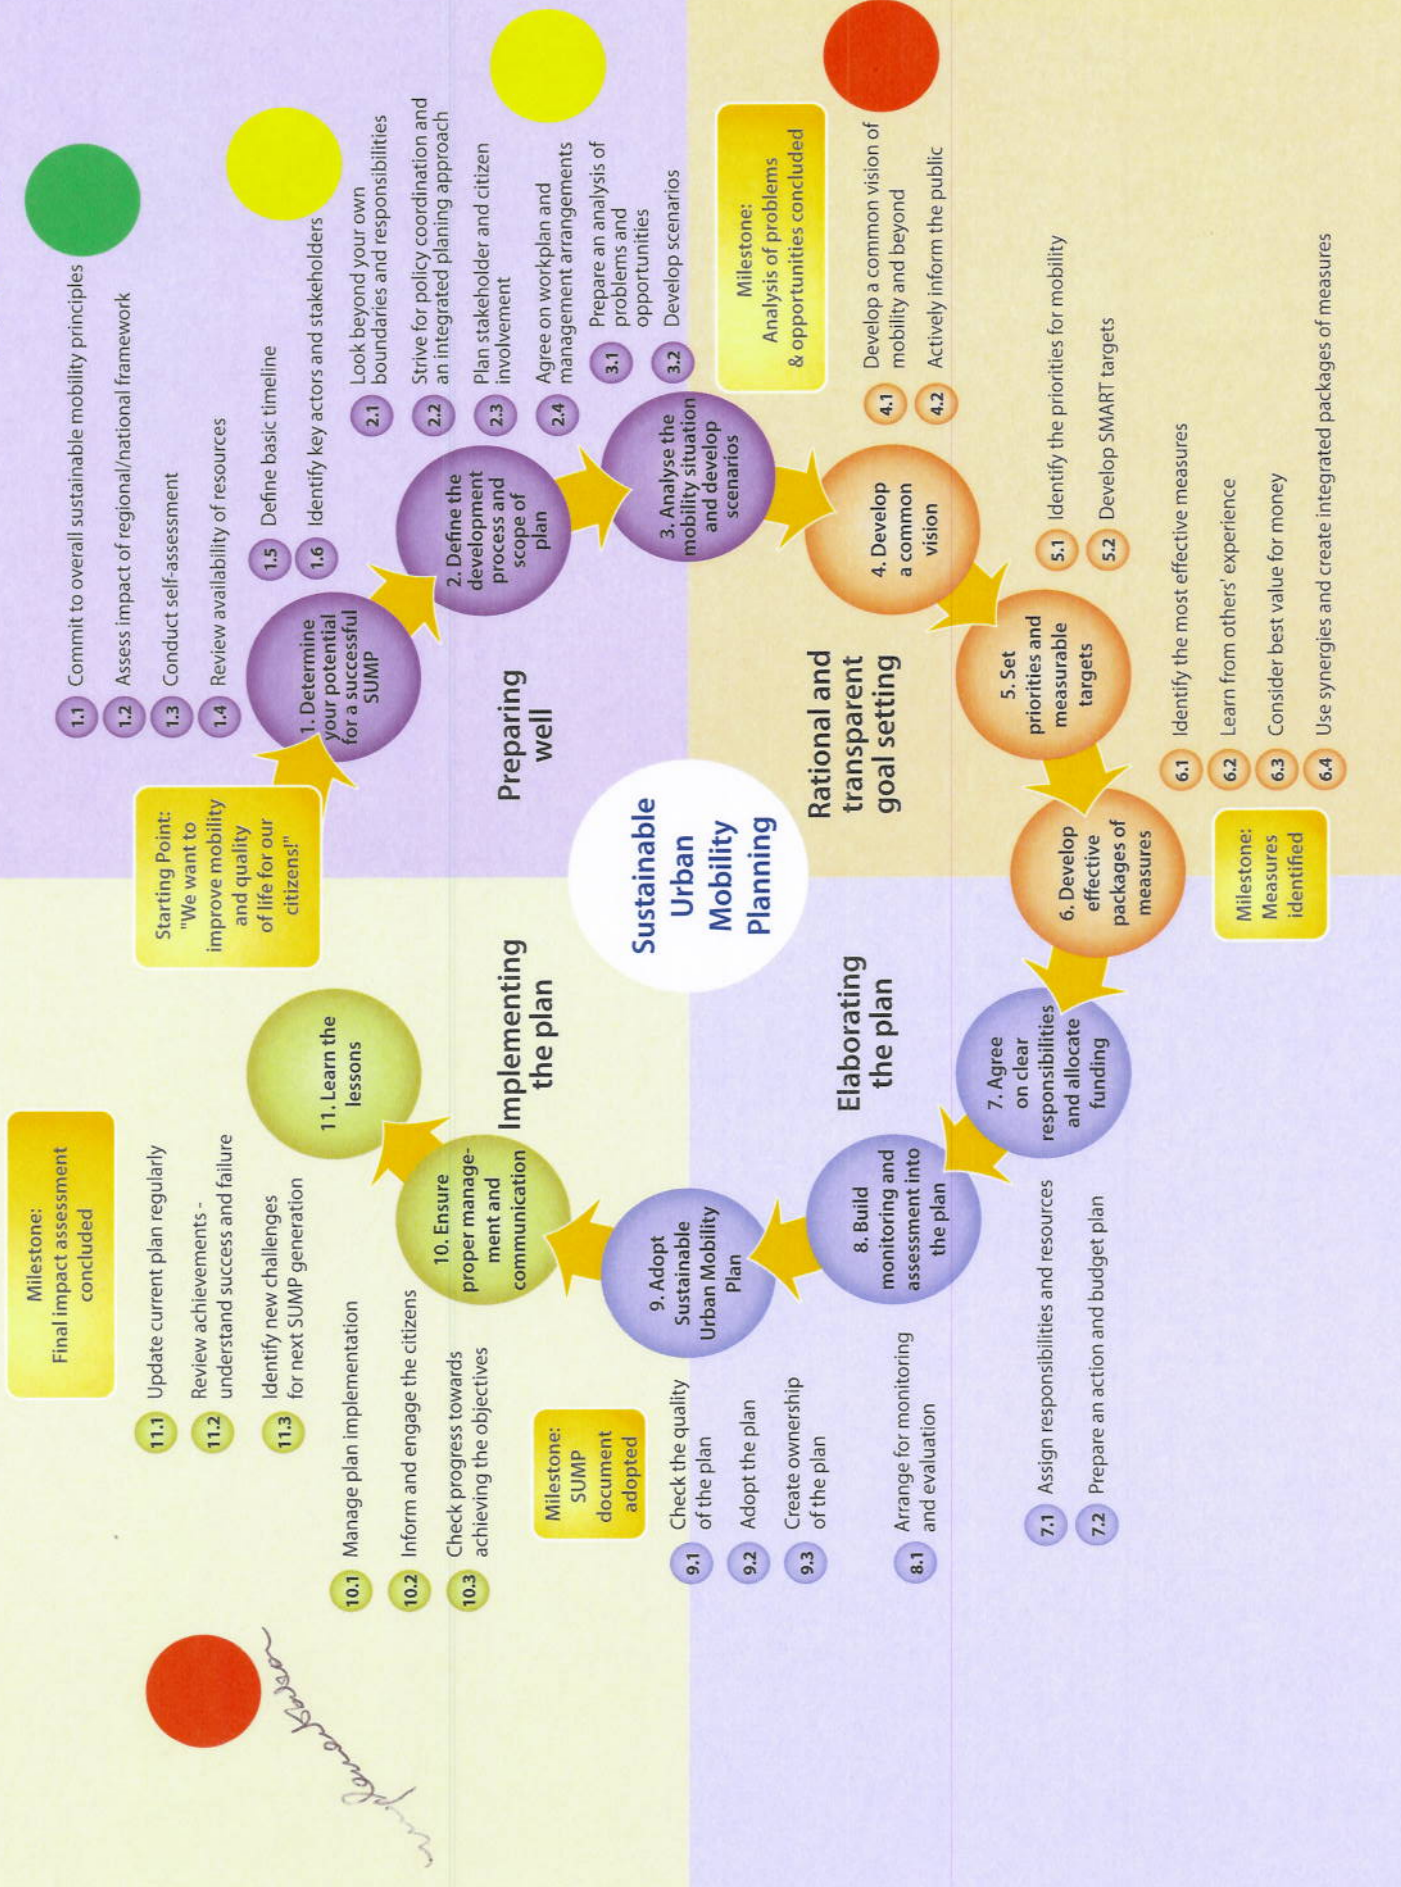 Starting Point:
"We want to
improve mobility
and quality
of life for our
citizens!"
1.1 Commit to overall sustainable mobility principles
1.2 Assess impact of regional/national framework
1.3 Conduct self-assessment
1.4 Review availability of resources
1.5 Define basic timeline
1.6 Identify key actors and stakeholders
1. Determine
your potential
for a successful
SUMP
2.1 Look beyond your own
boundaries and responsibilities
2.2 Strive for policy coordination and
an integrated planing approach
2.3 Plan stakeholder and citizen
involvement
2.4 Agree on workplan and
management arrangements
2. Define the
development
process and
scope of
plan
3.1 Prepare an analysis of
problems and
opportunities
3.2 Develop scenarios
3. Analyse the
mobility situation
and develop
scenarios
Preparing
well
Milestone:
Analysis of problems
& opportunities concluded
4.1 Develop a common vision of
mobility and beyond
4.2 Actively inform the public
4. Develop
a common
vision
Rational and
transparent
goal setting
5.1 Identify the priorities for mobility
5.2 Develop SMART targets
5. Set
priorities and
measurable
targets
6.1 Identify the most effective measures
6.2 Learn from others' experience
6.3 Consider best value for money
6.4 Use synergies and create integrated packages of measures
6. Develop
effective
packages of
measures
Milestone:
Measures
identified
Sustainable
Urban
Mobility
Planning
Elaborating
the plan
7. Agree
on clear
responsibilities
and allocate
funding
7.1 Assign responsibilities and resources
7.2 Prepare an action and budget plan
8. Build
monitoring and
assessment into
the plan
8.1 Arrange for monitoring
and evaluation
9. Adopt
Sustainable
Urban Mobility
Plan
9.1 Check the quality
of the plan
9.2 Adopt the plan
9.3 Create ownership
of the plan
Milestone:
SUMP
document
adopted
Implementing
the plan
10. Ensure
proper manage-
ment and
communication
10.1 Manage plan implementation
10.2 Inform and engage the citizens
10.3 Check progress towards
achieving the objectives
11. Learn the
lessons
11.1 Update current plan regularly
11.2 Review achievements -
understand success and failure
11.3 Identify new challenges
for next SUMP generation
Milestone:
Final impact assessment
concluded